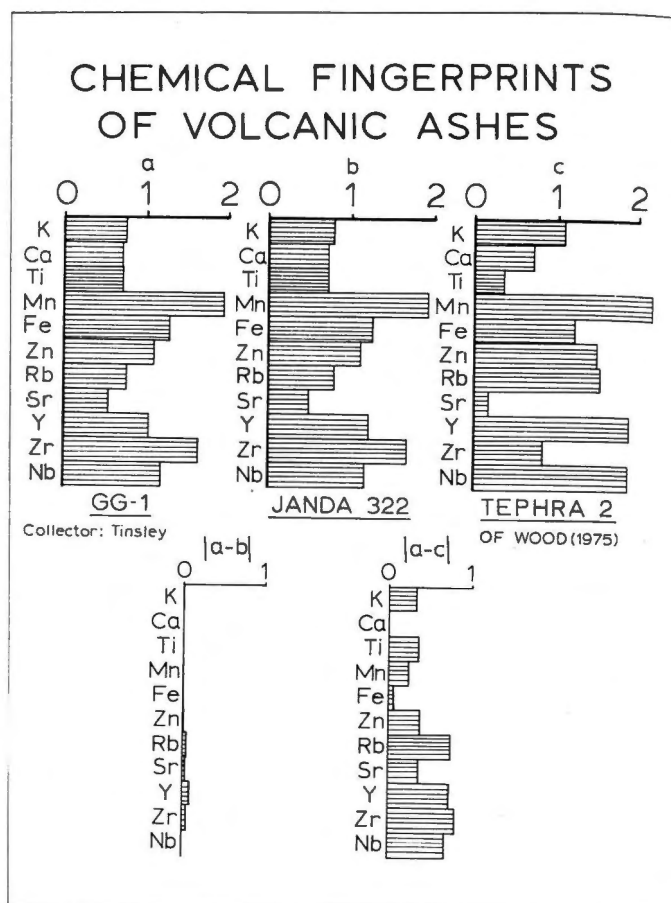 CHEMICAL FINGERPRINTS
OF VOLCANIC ASHES
a
0 1 2
K
Ca
Ti
Mn
Fe
Zn
Rb
Sr
Y
Zr
Nb
GG-1
Collector: Tinsley
b
0 1 2
K
Ca
Ti
Mn
Fe
Zn
Rb
Sr
Y
Zr
Nb
JANDA 322
c
0 1 2
K
Ca
Ti
Mn
Fe
Zn
Rb
Sr
Y
Zr
Nb
TEPHRA 2
OF WOOD (1975)
|a-b|
0 1
K
Ca
Ti
Mn
Fe
Zn
Rb
Sr
Y
Zr
Nb
|a-c|
0 1
K
Ca
Ti
Mn
Fe
Zn
Rb
Sr
Y
Zr
Nb